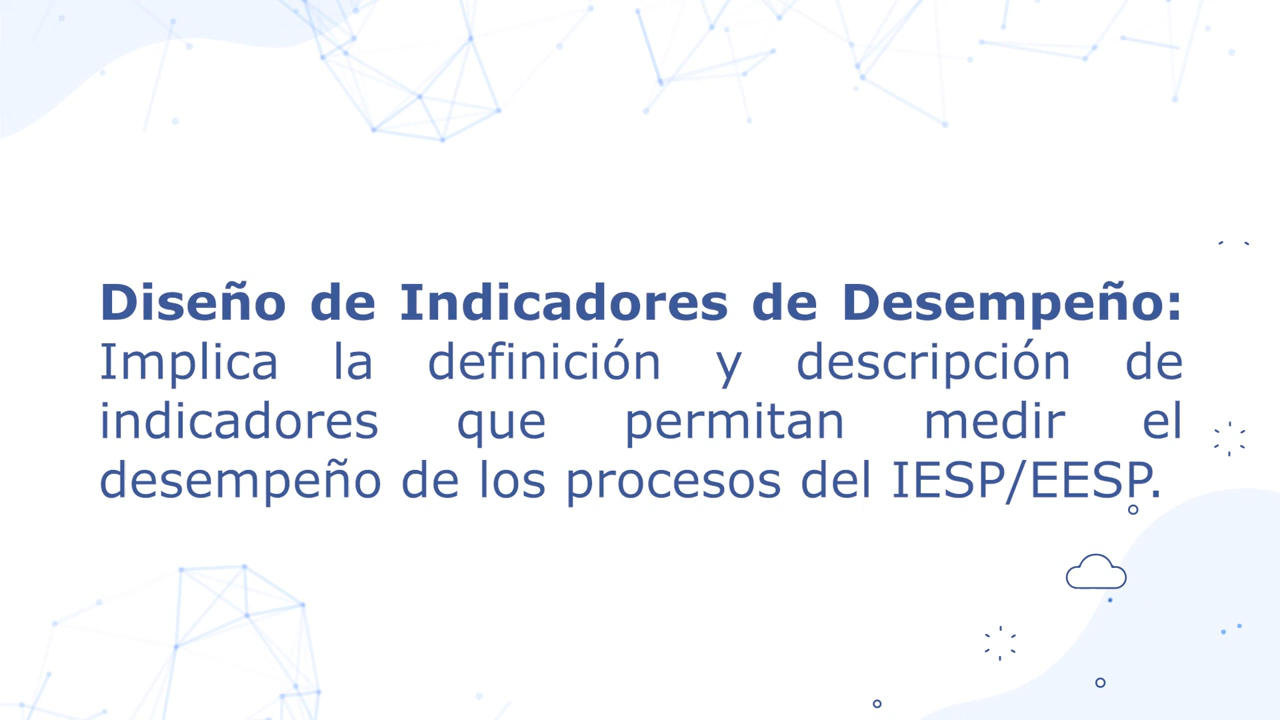 Diseño de Indicadores de Desempeño:
Implica la definición y descripción de
indicadores que permitan medir el
desempeño de los procesos del IESP/EESP.